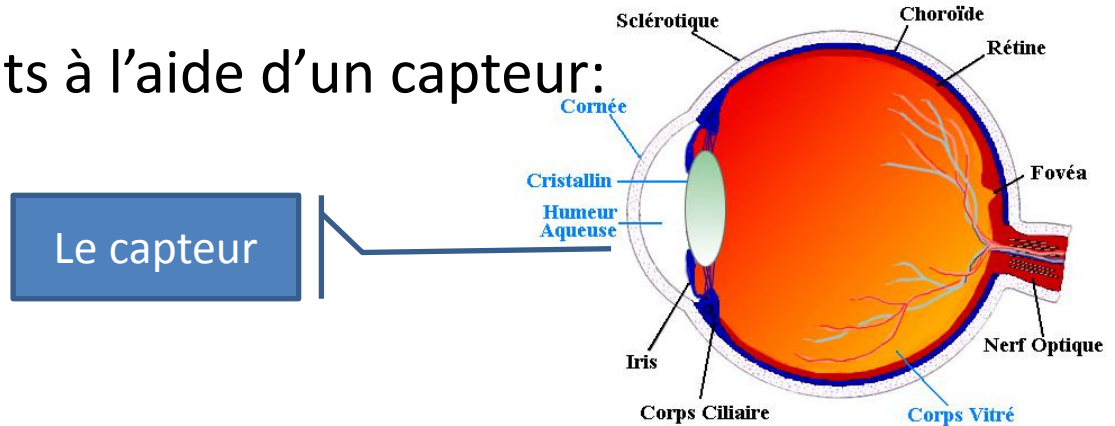 ts à l’aide d’un capteur:
Le capteur
Sclérotique
Choroïde
Rétine
Cornée
Cristallin
Fovéa
Humeur
Aqueuse
Nerf Optique
Iris
Corps Ciliaire
Corps Vitré